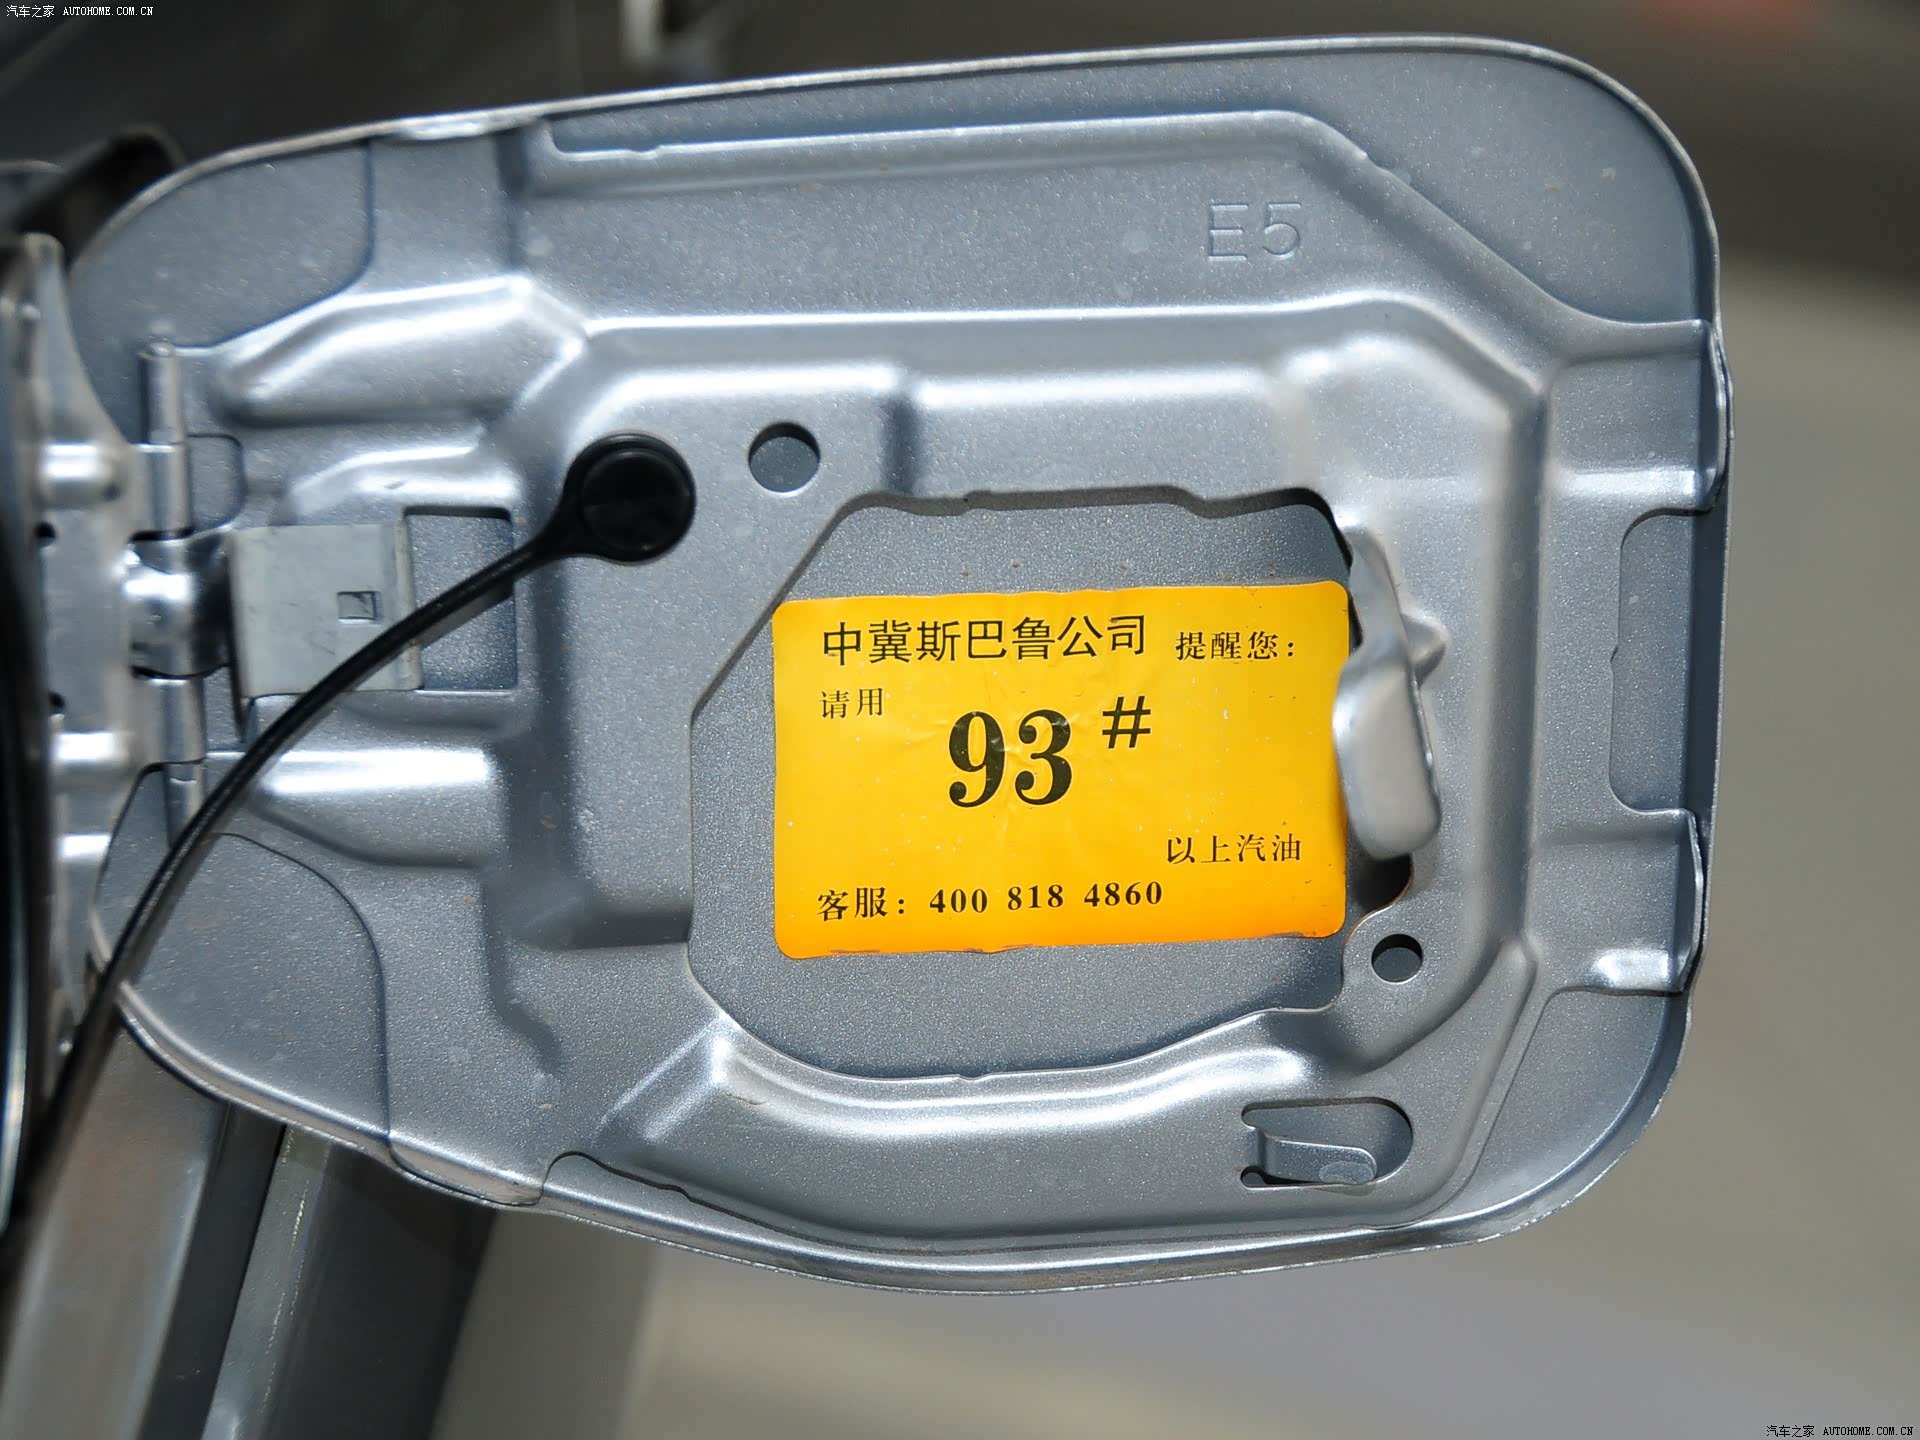 汽车之家 AUTOHOME.COM.CN
E5
中冀斯巴鲁公司 提醒您：
请用
93#
以上汽油
客服：400 818 4860
汽车之家 AUTOHOME.COM.CN